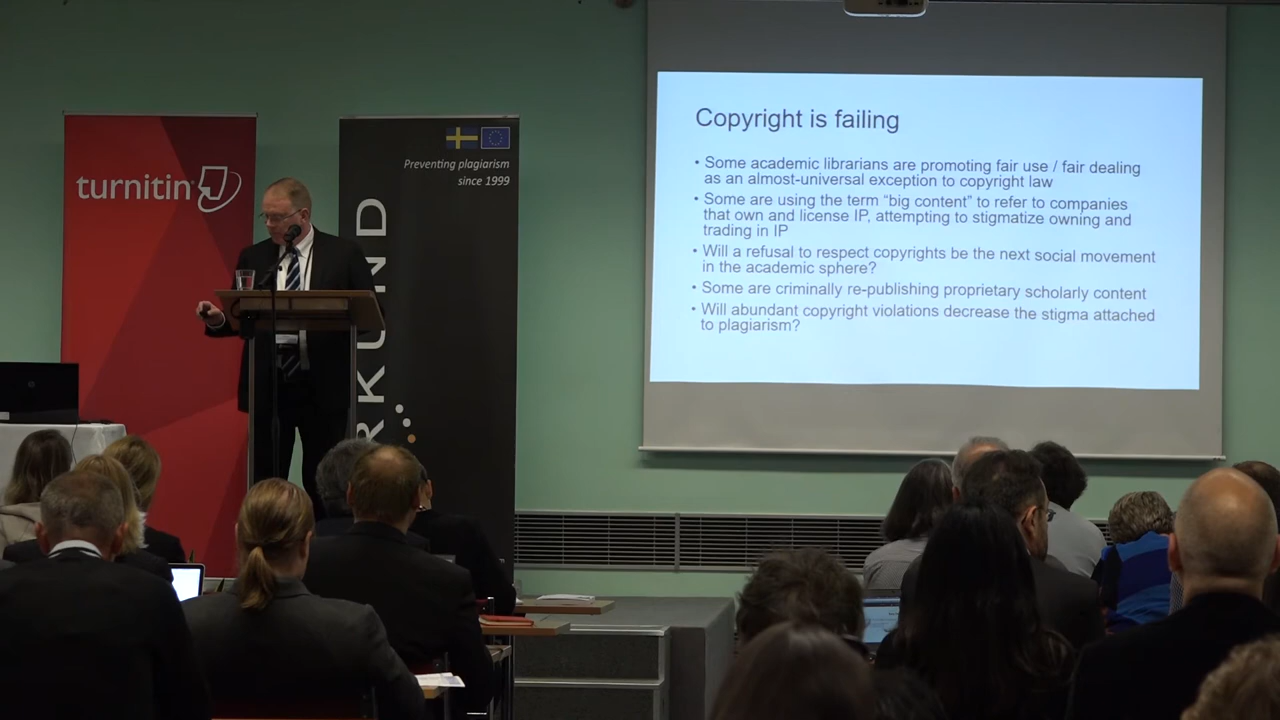 turnitin
Preventing plagiarism
since 1999
RKUND
Copyright is failing
• Some academic librarians are promoting fair use / fair dealing
as an almost-universal exception to copyright law
• Some are using the term “big content” to refer to companies
that own and license IP, attempting to stigmatize owning and
trading in IP
• Will a refusal to respect copyrights be the next social movement
in the academic sphere?
• Some are criminally re-publishing proprietary scholarly content
• Will abundant copyright violations decrease the stigma attached
to plagiarism?